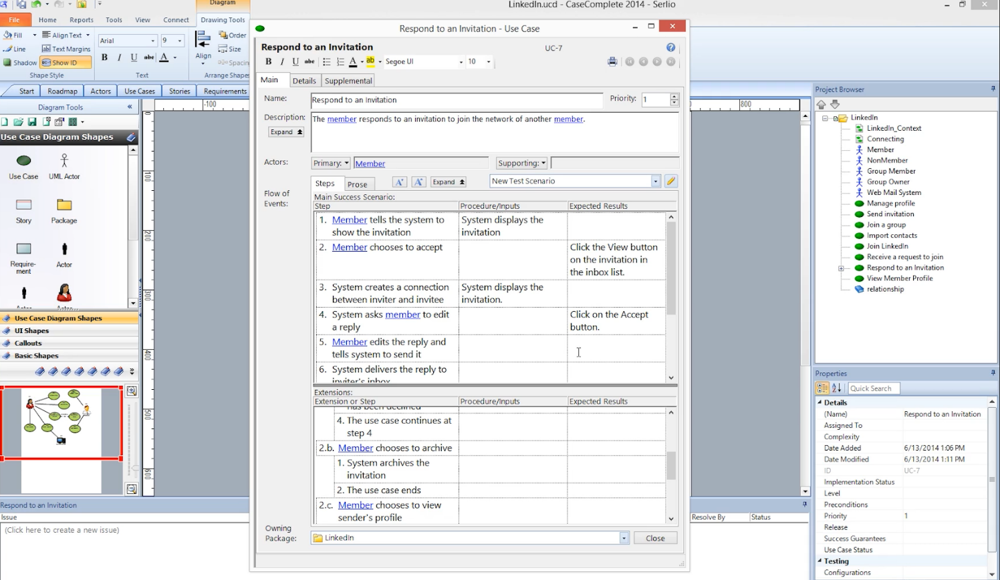 Diagram
LinkedIn.ucd - CaseComplete 2014 - Serlio
File
Home
Reports
Tools
View
Connect
Drawing Tools
Fill
Align Text
Line
Text Margins
Shadow
Show ID
Shape Style
Arial
9
B I U abc A
Text
Align
Order
Size
Spacin
Arrange Shapes
Start
Roadmap
Actors
Use Cases
Stories
Requirements
Diagram Tools
Use Case Diagram Shapes
Use Case
UML Actor
Story
Package
Require-
ment
Actor
Use Case Diagram Shapes
UI Shapes
Callouts
Basic Shapes
-100
800
0
100
200
300
400
500
600
Respond to an Invitation - Use Case
Respond to an Invitation
UC-7
B I U abc A ab Segoe UI 10
Main
Details
Supplemental
Name:
Respond to an Invitation
Priority:
1
Description:
The member responds to an invitation to join the network of another member.
Expand
Actors:
Primary:
Member
Supporting:
Flow of
Events:
Steps
Prose
A
A
Expand
New Test Scenario
Main Success Scenario:
Step
Procedure/Inputs
Expected Results
1. Member tells the system to
show the invitation
System displays the
invitation
2. Member chooses to accept
Click the View button
on the invitation in
the inbox list.
3. System creates a connection
between inviter and invitee
System displays the
invitation.
4. System asks member to edit
a reply
Click on the Accept
button.
5. Member edits the reply and
tells system to send it
6. System delivers the reply to
inviter's inbox
Extensions:
Extension or Step
Procedure/Inputs
Expected Results
has been declined
4. The use case continues at
step 4
2.b. Member chooses to archive
1. System archives the
invitation
2. The use case ends
2.c. Member chooses to view
sender's profile
Owning
Package:
LinkedIn
Close
Respond to an Invitation
Issue
Resolve By
Status
(Click here to create a new issue)
Project Browser
LinkedIn
LinkedIn_Context
Connecting
Member
NonMember
Group Member
Group Owner
Web Mail System
Manage profile
Send invitation
Join a group
Import contacts
Join LinkedIn
Receive a request to join
Respond to an Invitation
View Member Profile
relationship
Properties
Quick Search
Details
(Name)
Respond to an Invitation
Assigned To
Complexity
Date Added
6/13/2014 1:06 PM
Date Modified
6/13/2014 1:11 PM
ID
UC-7
Implementation Status
Level
Preconditions
Priority
1
Release
Success Guarantees
Use Case Status
Testing
Configurations